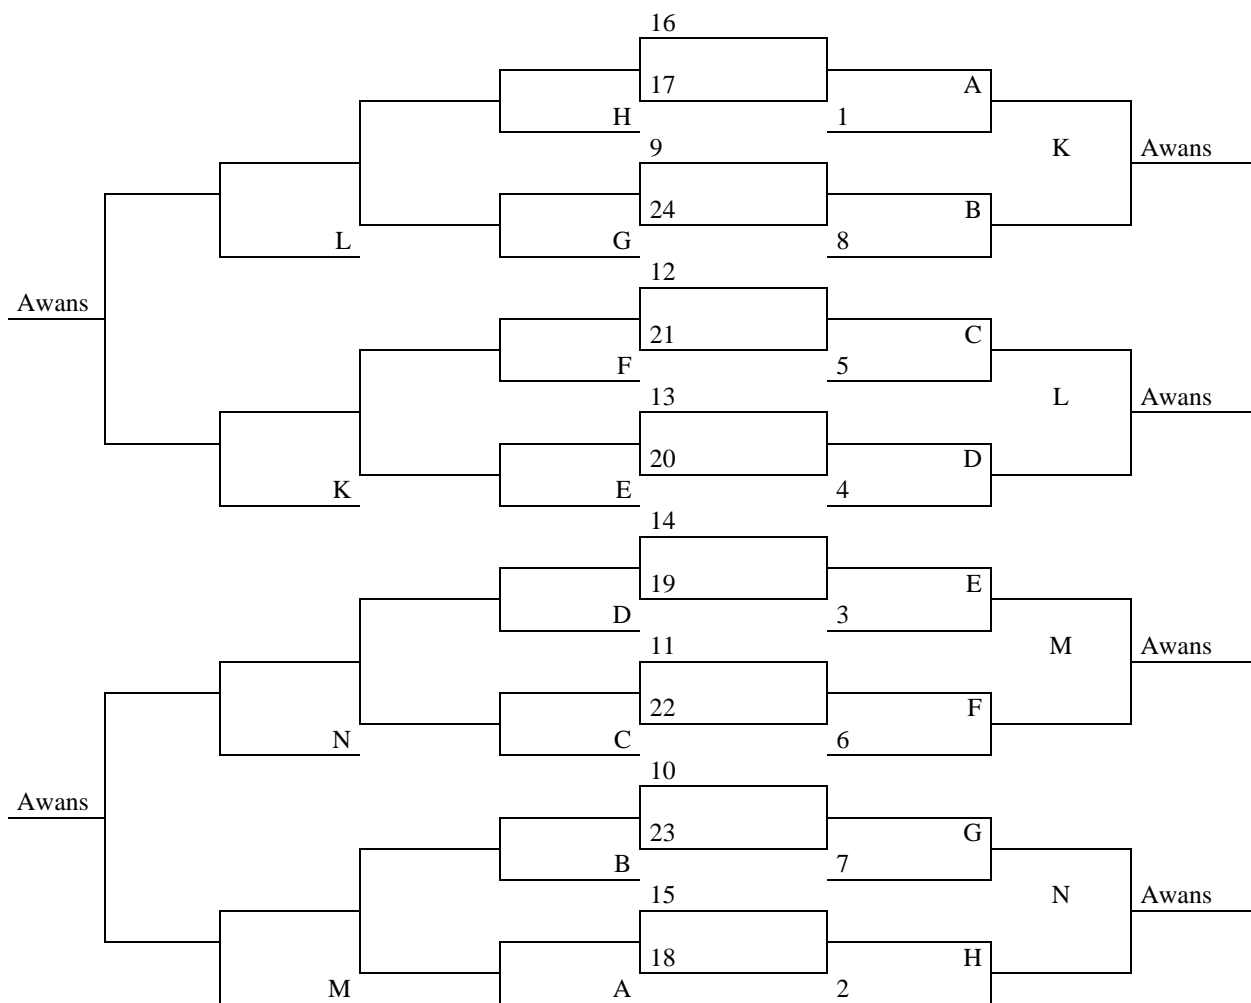 16
17 A
H 1
9 K Awans
24 B
L G 8
12
Awans 21 C
F 5
13 L Awans
20 D
K E 4
14
19 E
D 3
11 M Awans
22 F
N C 6
10
Awans 23 G
B 7
15 N Awans
18 H
M A 2